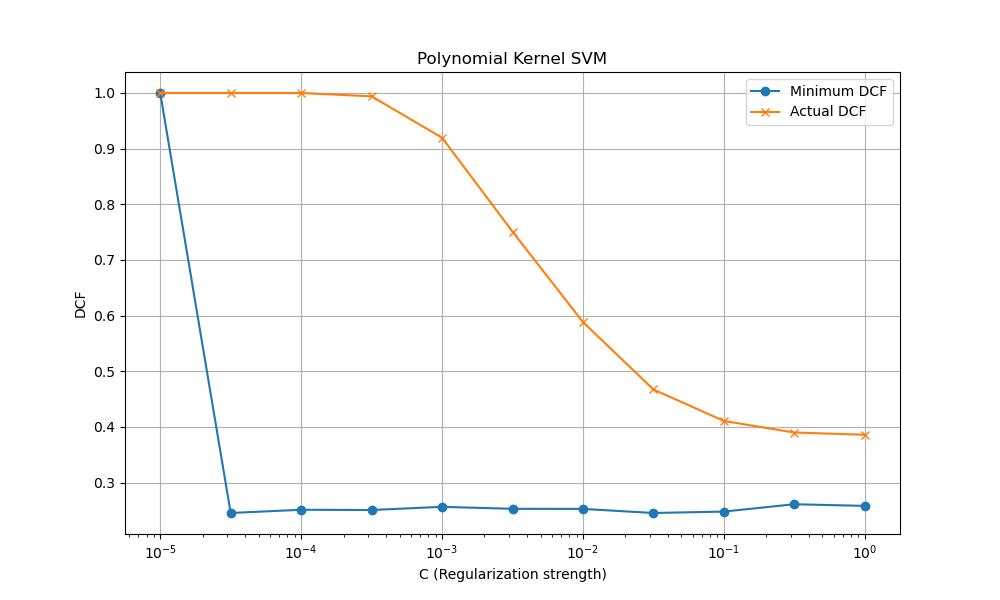 Polynomial Kernel SVM
Minimum DCF
Actual DCF
DCF
1.0
0.9
0.8
0.7
0.6
0.5
0.4
0.3
10⁻⁵ 10⁻⁴ 10⁻³ 10⁻² 10⁻¹ 10⁰
C (Regularization strength)